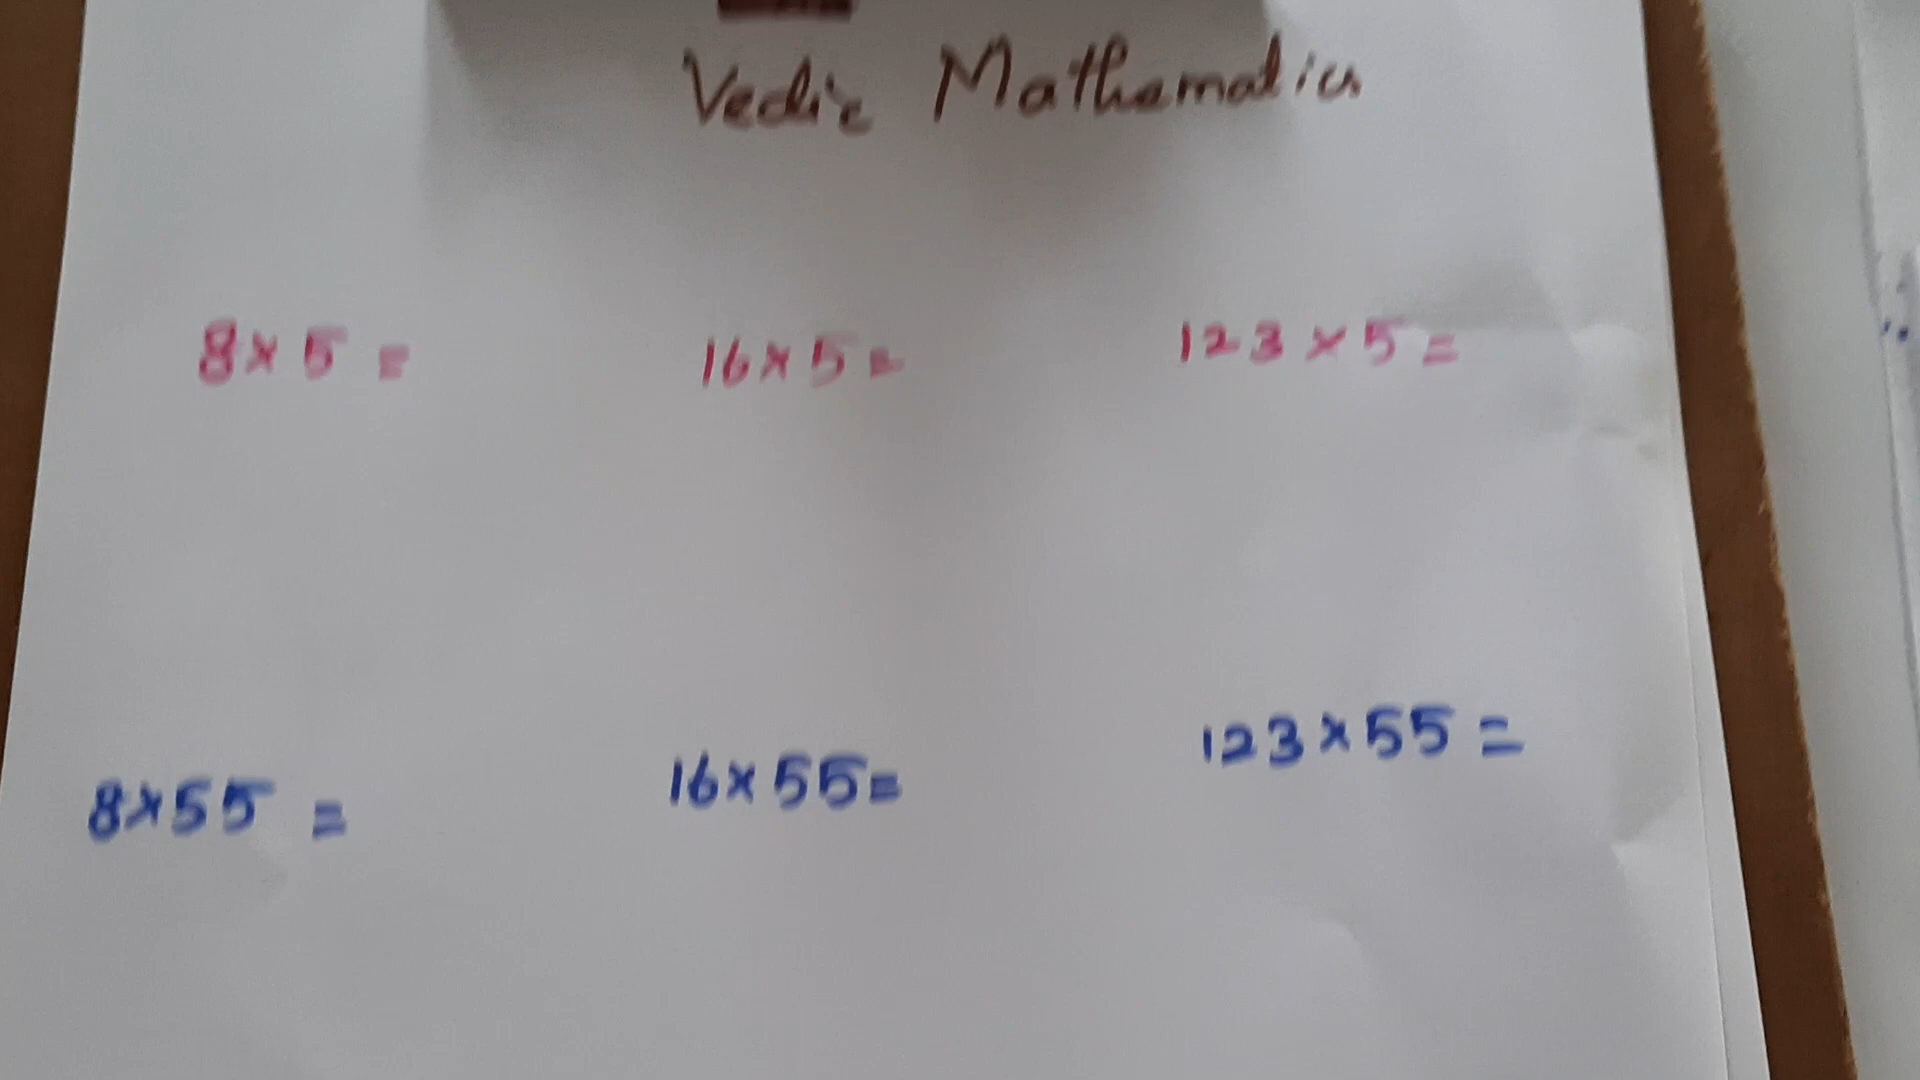 Vedic Mathematics
8 x 5 = 16 x 5 = 123 x 5 =
8 x 55 = 16 x 55 = 123 x 55 =